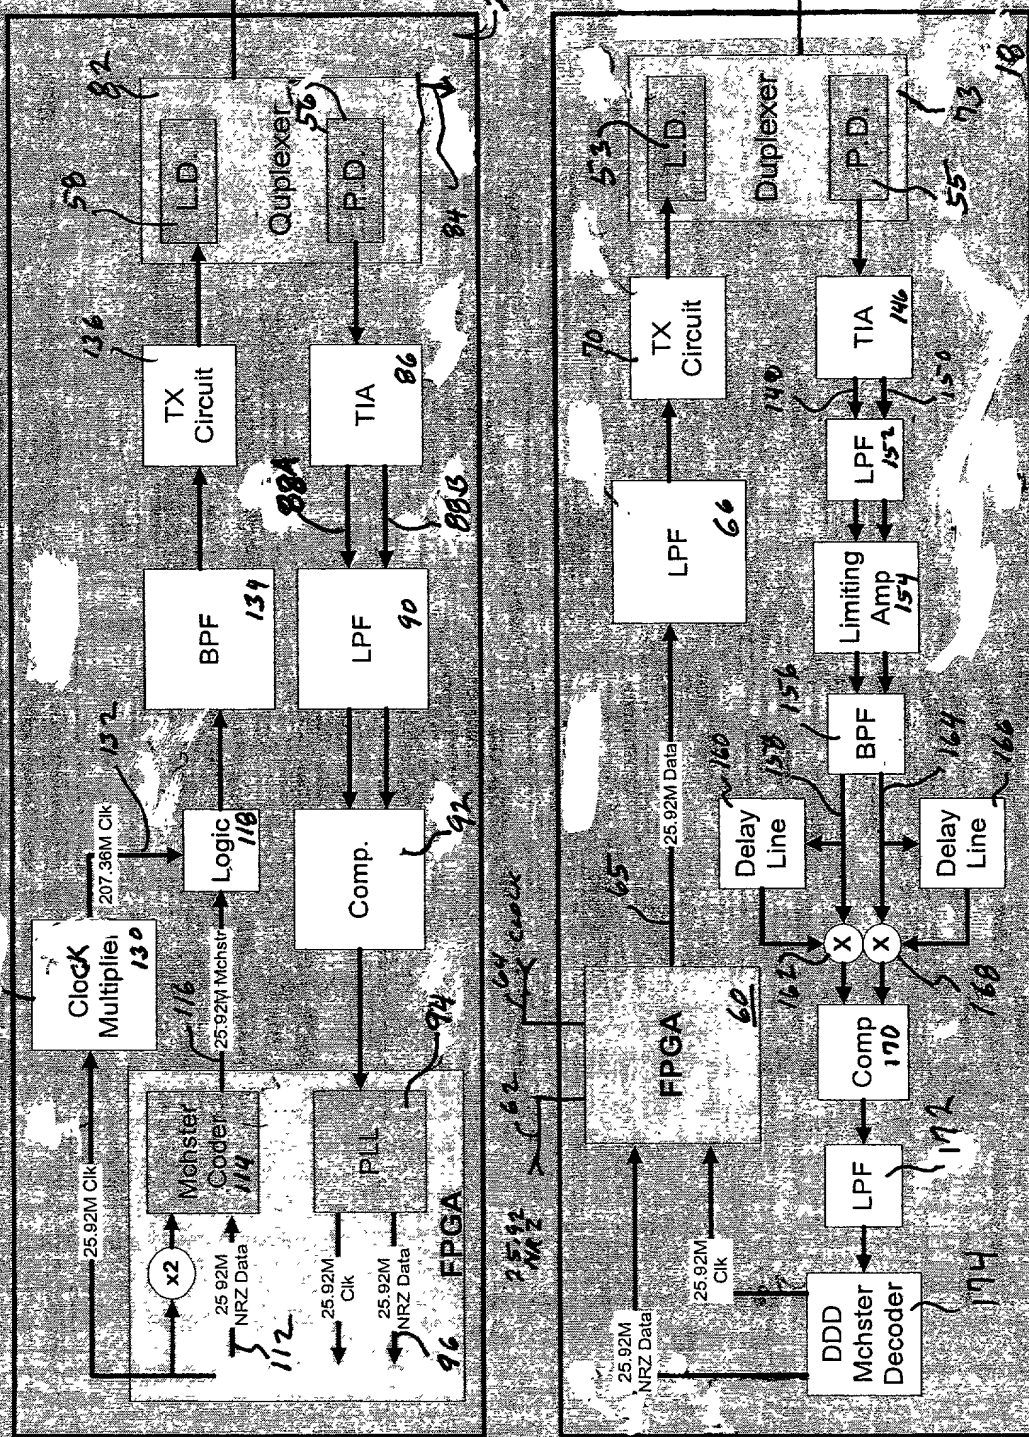 25.92M Clk
Clock
Multiplier
130
207.36M Clk
132
x2
25.92M
NRZ Data
112
Mchster
Coder
114
116
25.92M Mchstr
Logic
118
BPF
134
TX
Circuit
136
82
58
L.D.
Quplexer
56
P.D.
84
TIA
86
88A
88B
LPF
90
Comp.
92
PLL
94
25.92M
Clk
25.92M
NRZ Data
96
FPGA
25.92
NRZ
62
64 CLOCK
FPGA
60
65
25.92M Data
LPF
66
70
TX
Circuit
53
L.D.
Duplexer
P.D.
55
73
18
TIA
146
148
150
LPF
152
Limiting
Amp
154
BPF
156
158
Delay
Line
160
164
Delay
Line
166
X
162
X
168
Comp
170
LPF
172
DDD
Mchster
Decoder
174
25.92M
NRZ Data
25.92M
Clk